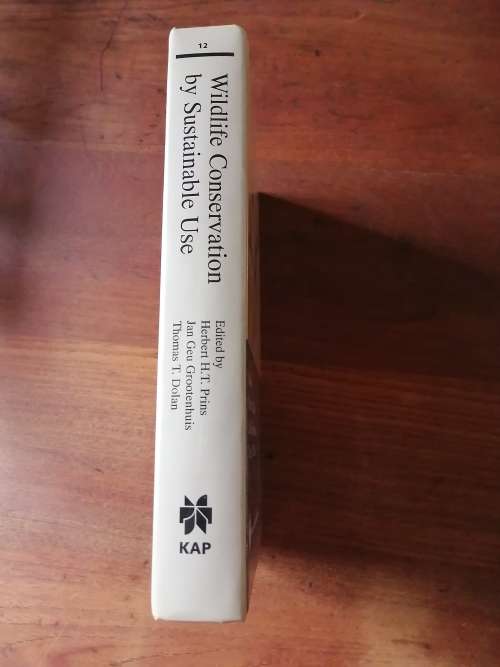 12
Wildlife Conservation
by Sustainable Use
Edited by
Herbert H.T. Prins
Jan Geu Grootenhuis
Thomas T. Dolan
KAP